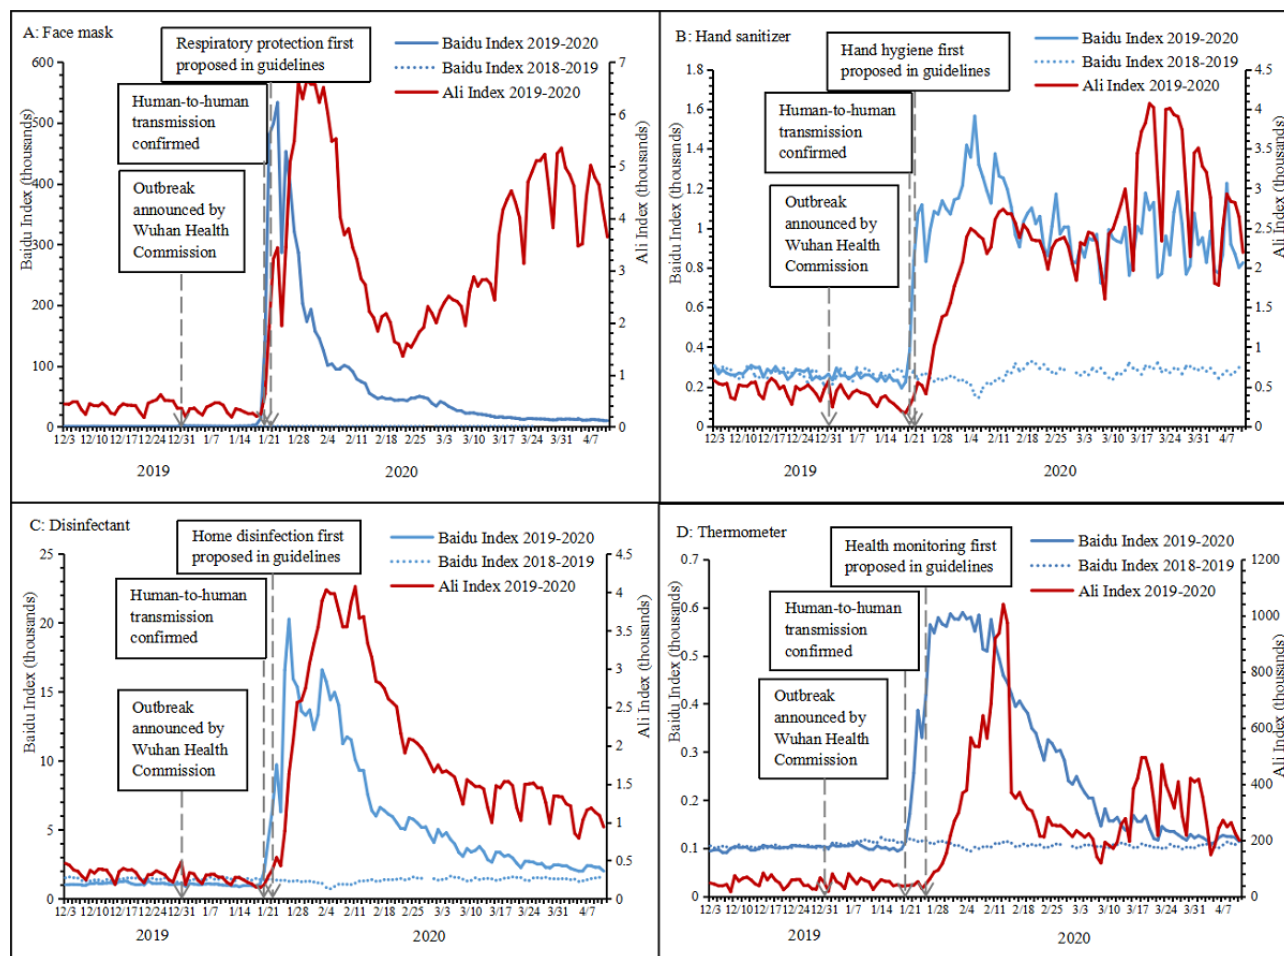 A: Face mask
Respiratory protection first
proposed in guidelines
Baidu Index 2019-2020
Baidu Index 2018-2019
Ali Index 2019-2020
Human-to-human
transmission
confirmed
Outbreak
announced by
Wuhan Health
Commission
Baidu Index (thousands)
600
500
400
300
200
100
0
Ali Index (thousands)
7
6
5
4
3
2
1
0
12/3 12/10 12/17 12/24 12/31 1/7 1/14 1/21 1/28 2/4 2/11 2/18 2/25 3/3 3/10 3/17 3/24 3/31 4/7
2019 2020
B: Hand sanitizer
Hand hygiene first
proposed in guidelines
Baidu Index 2019-2020
Baidu Index 2018-2019
Ali Index 2019-2020
Human-to-human
transmission
confirmed
Outbreak
announced by
Wuhan Health
Commission
Baidu Index (thousands)
1.8
1.6
1.4
1.2
1
0.8
0.6
0.4
0.2
0
Ali Index (thousands)
4.5
4
3.5
3
2.5
2
1.5
1
0.5
0
12/3 12/10 12/17 12/24 12/31 1/7 1/14 1/21 1/28 1/4 2/11 2/18 2/25 3/3 3/10 3/17 3/24 3/31 4/7
2019 2020
C: Disinfectant
Home disinfection first
proposed in guidelines
Baidu Index 2019-2020
Baidu Index 2018-2019
Ali Index 2019-2020
Human-to-human
transmission
confirmed
Outbreak
announced by
Wuhan Health
Commission
Baidu Index (thousands)
25
20
15
10
5
0
Ali Index (thousands)
4.5
4
3.5
3
2.5
2
1.5
1
0.5
0
12/3 12/10 12/17 12/24 12/31 1/7 1/14 1/21 1/28 2/4 2/11 2/18 2/25 3/3 3/10 3/17 3/24 3/31 4/7
2019 2020
D: Thermometer
Health monitoring first
proposed in guidelines
Baidu Index 2019-2020
Baidu Index 2018-2019
Ali Index 2019-2020
Human-to-human
transmission
confirmed
Outbreak
announced by
Wuhan Health
Commission
Baidu Index (thousands)
0.7
0.6
0.5
0.4
0.3
0.2
0.1
0
Ali Index (thousands)
1200
1000
800
600
400
200
0
12/3 12/10 12/17 12/24 12/31 1/7 1/14 1/21 1/28 2/4 2/11 2/18 2/25 3/3 3/10 3/17 3/24 3/31 4/7
2019 2020